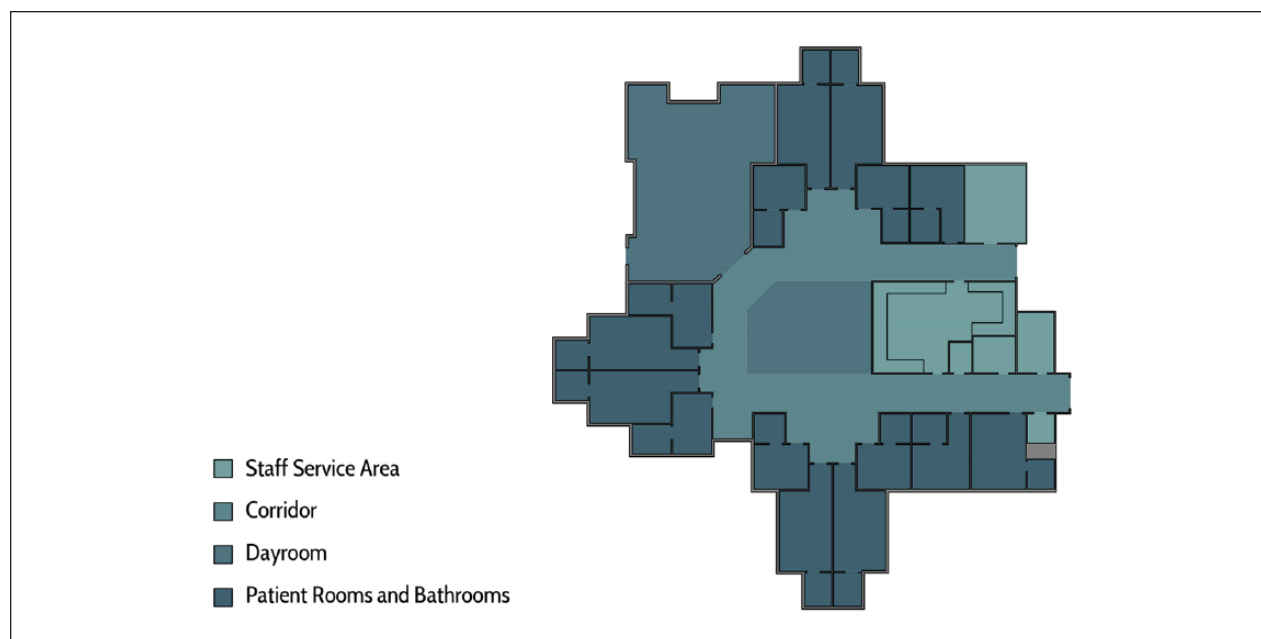 Staff Service Area
Corridor
Dayroom
Patient Rooms and Bathrooms